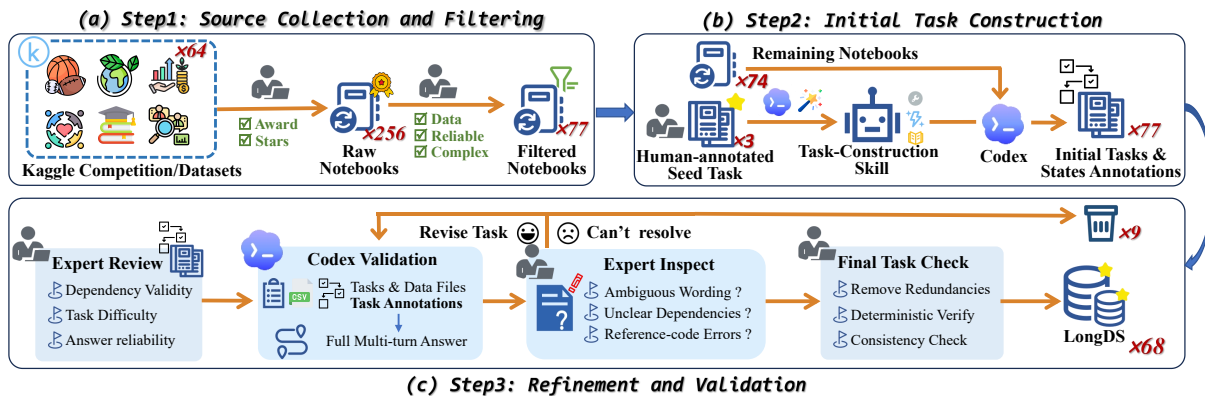 (a) Step1: Source Collection and Filtering
k
×64
Award
Stars
×256
Raw
Notebooks
Data
Reliable
Complex
×77
Filtered
Notebooks
Kaggle Competition/Datasets
(b) Step2: Initial Task Construction
Remaining Notebooks
×74
×3
Human-annotated
Seed Task
Task-Construction
Skill
Codex
×77
Initial Tasks &
States Annotations
Expert Review
Dependency Validity
Task Difficulty
Answer reliability
Codex Validation
CSV
Tasks & Data Files
Task Annotations
Full Multi-turn Answer
Revise Task
Can't resolve
Expert Inspect
?
Ambiguous Wording ?
Unclear Dependencies ?
Reference-code Errors ?
Final Task Check
Remove Redundancies
Deterministic Verify
Consistency Check
×9
LongDS
×68
(c) Step3: Refinement and Validation